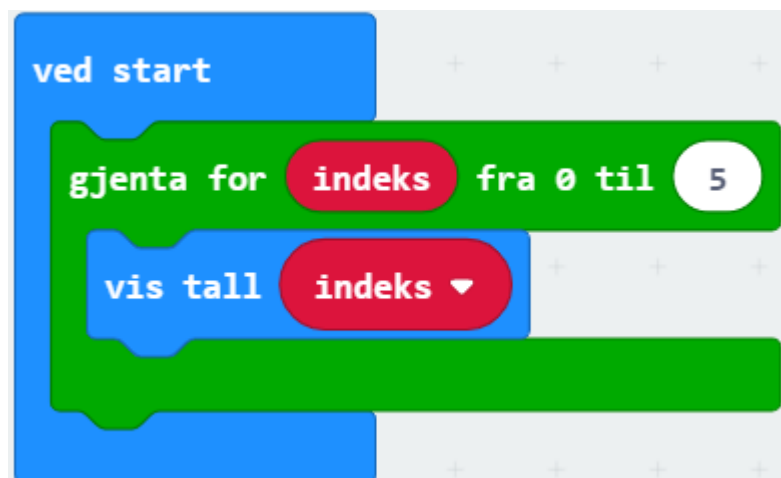 ved start
gjenta for indeks fra 0 til 5
vis tall indeks